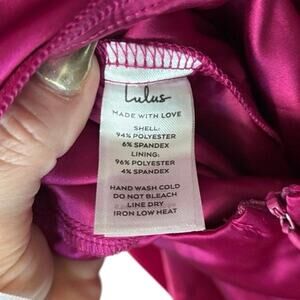 Lulus
MADE WITH LOVE
SHELL:
94% POLYESTER
6% SPANDEX
LINING:
96% POLYESTER
4% SPANDEX
HAND WASH COLD
DO NOT BLEACH
LINE DRY
IRON LOW HEAT